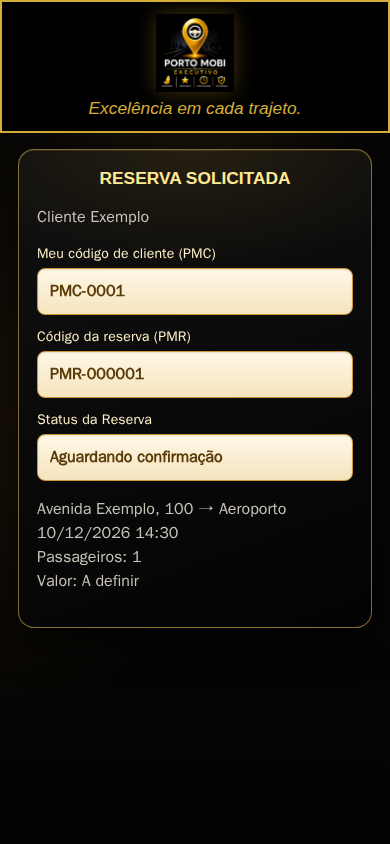 PORTO MOBI
EXECUTIVO
Excelência em cada trajeto.
RESERVA SOLICITADA
Cliente Exemplo
Meu código de cliente (PMC)
PMC-0001
Código da reserva (PMR)
PMR-000001
Status da Reserva
Aguardando confirmação
Avenida Exemplo, 100 → Aeroporto
10/12/2026 14:30
Passageiros: 1
Valor: A definir